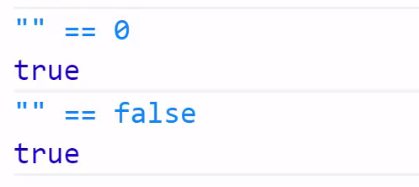 "" == 0
true
"" == false
true